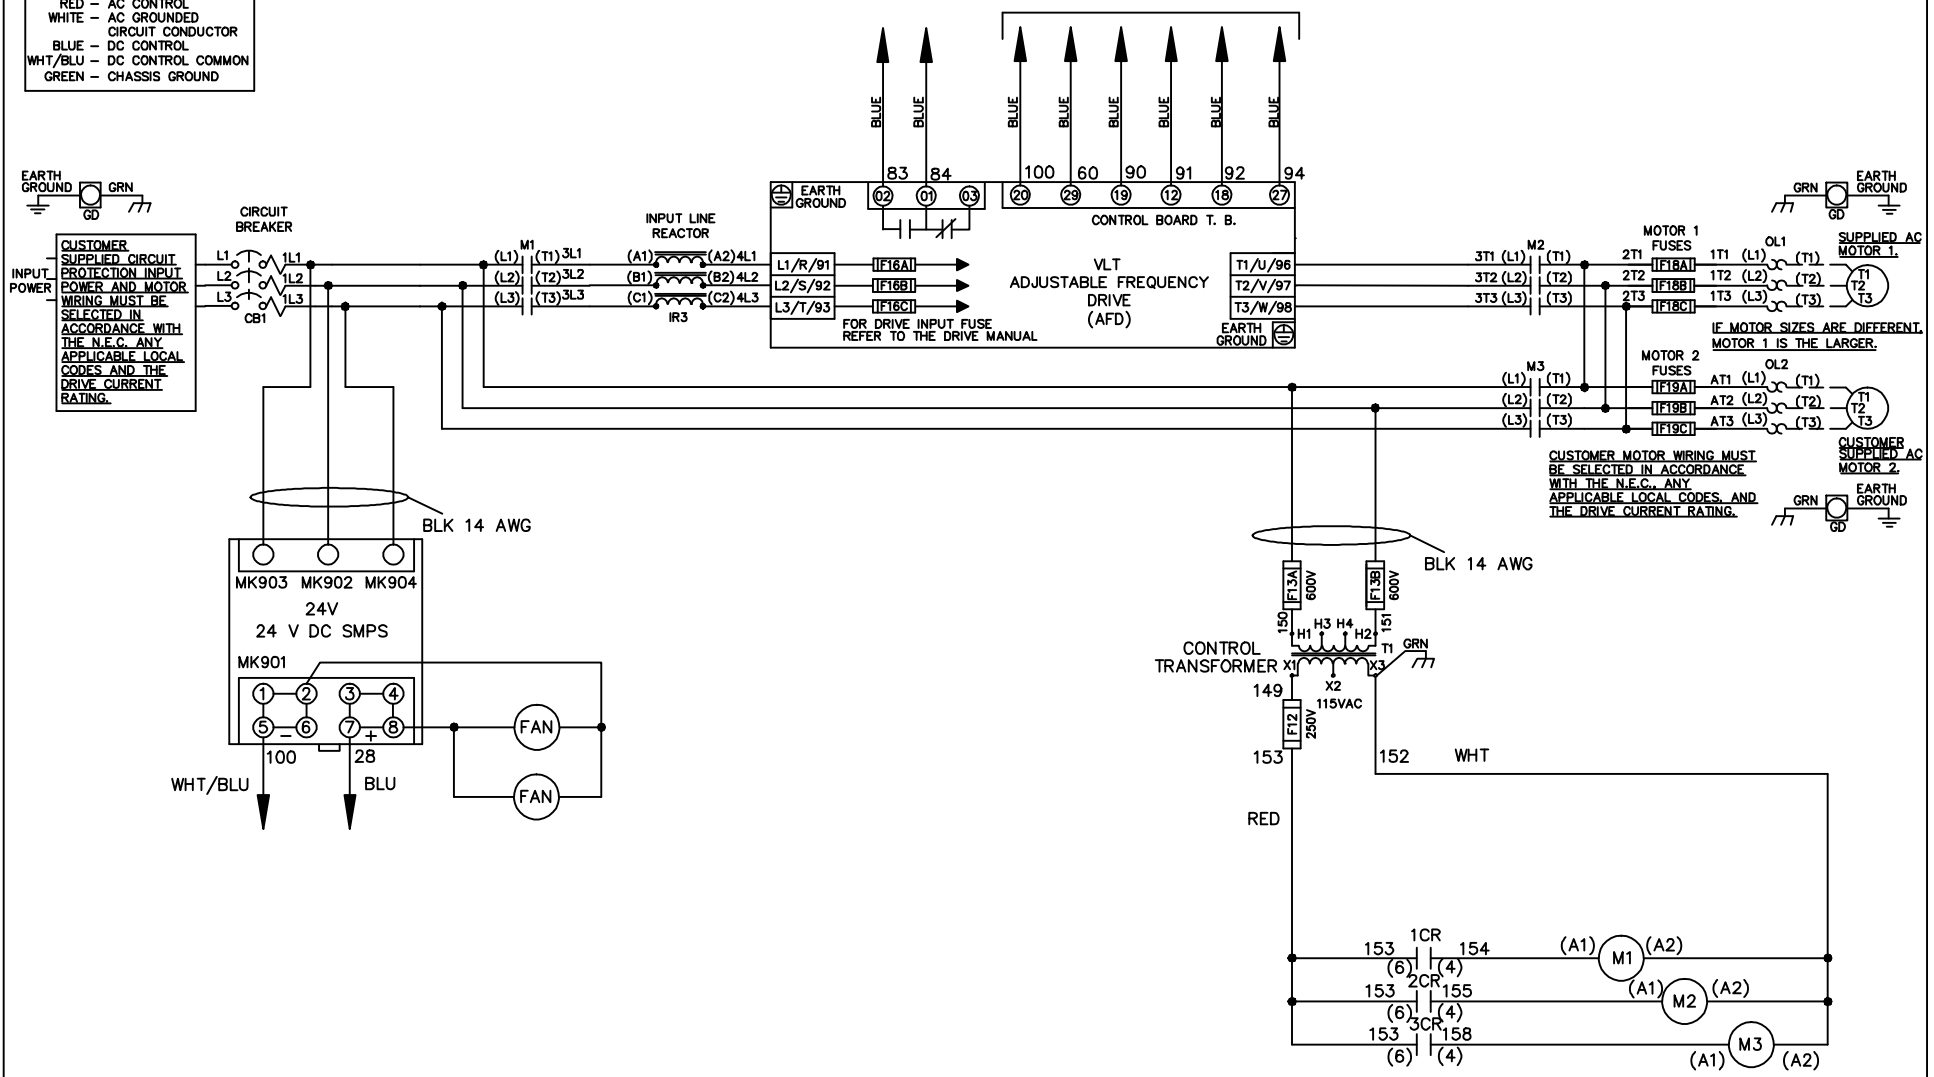 RED – AC CONTROL
WHITE – AC GROUNDED
CIRCUIT CONDUCTOR
BLUE – DC CONTROL
WHT/BLU – DC CONTROL COMMON
GREEN – CHASSIS GROUND
BLUE
BLUE
BLUE
BLUE
BLUE
BLUE
BLUE
BLUE
83 84 100 60 90 91 92 94
EARTH
GROUND
02 01 03 20 29 19 12 18 27
CONTROL BOARD T. B.
EARTH
GROUND
GRN
GD
CIRCUIT
BREAKER
INPUT
POWER
CUSTOMER
SUPPLIED CIRCUIT
PROTECTION INPUT
POWER AND MOTOR
WIRING MUST BE
SELECTED IN
ACCORDANCE WITH
THE N.E.C. ANY
APPLICABLE LOCAL
CODES AND THE
DRIVE CURRENT
RATING.
L1 1L1
L2 1L2
L3 1L3
CB1
M1
(L1) (T1) 3L1
(L2) (T2) 3L2
(L3) (T3) 3L3
INPUT LINE
REACTOR
(A1) (A2) 4L1
(B1) (B2) 4L2
(C1) (C2) 4L3
IR3
L1/R/91 F16A
L2/S/92 F16B
L3/T/93 F16C
FOR DRIVE INPUT FUSE
REFER TO THE DRIVE MANUAL
VLT
ADJUSTABLE FREQUENCY
DRIVE
(AFD)
T1/U/96
T2/V/97
T3/W/98
EARTH
GROUND
M2
3T1 (L1) (T1)
3T2 (L2) (T2)
3T3 (L3) (T3)
MOTOR 1
FUSES
2T1 F18A 1T1 (L1) (T1)
2T2 F18B 1T2 (L2) (T2)
2T3 F18C 1T3 (L3) (T3)
OL1
GRN
GD
EARTH
GROUND
SUPPLIED AC
MOTOR 1.
T1
T2
T3
IF MOTOR SIZES ARE DIFFERENT,
MOTOR 1 IS THE LARGER.
M3
(L1) (T1)
(L2) (T2)
(L3) (T3)
MOTOR 2
FUSES
OL2
F19A AT1 (L1) (T1)
F19B AT2 (L2) (T2)
F19C AT3 (L3) (T3)
T1
T2
T3
CUSTOMER
SUPPLIED AC
MOTOR 2.
CUSTOMER MOTOR WIRING MUST
BE SELECTED IN ACCORDANCE
WITH THE N.E.C., ANY
APPLICABLE LOCAL CODES, AND
THE DRIVE CURRENT RATING.
GRN
GD
EARTH
GROUND
BLK 14 AWG
MK903 MK902 MK904
24V
24 V DC SMPS
MK901
1 2 3 4
5 – 6 7 + 8
100 28
WHT/BLU BLU
FAN
FAN
BLK 14 AWG
F13A
600V
F13B
600V
150
151
H1 H3 H4 H2
T1
GRN
CONTROL
TRANSFORMER
X1 X2 X3
115VAC
149
F12
250V
153
152 WHT
RED
1CR
153 154 (A1) M1 (A2)
(6) (4)
2CR
153 155 (A1) M2 (A2)
(6) (4)
3CR
153 158 M3
(6) (4) (A1) (A2)